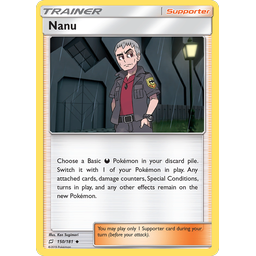 TRAINER
Supporter
Nanu
Choose a Basic Pokémon in your discard pile.
Switch it with 1 of your Pokémon in play. Any
attached cards, damage counters, Special Conditions,
turns in play, and any other effects remain on the
new Pokémon.
Illus. Ken Sugimori
150/181
You may play only 1 Supporter card during your
turn (before your attack).